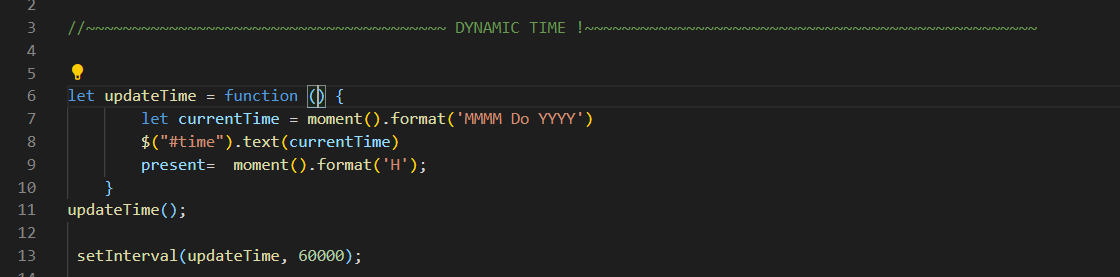 2
3 //~~~~~~~~~~~~~~~~~~~~~~~~~~~~~~~~~~~~~~~ DYNAMIC TIME !~~~~~~~~~~~~~~~~~~~~~~~~~~~~~~~~~~~~~~~~~~~~~~~~~
4
5
6 let updateTime = function () {
7         let currentTime = moment().format('MMMM Do YYYY')
8         $("#time").text(currentTime)
9         present=  moment().format('H');
10     }
11 updateTime();
12
13  setInterval(updateTime, 60000);
14